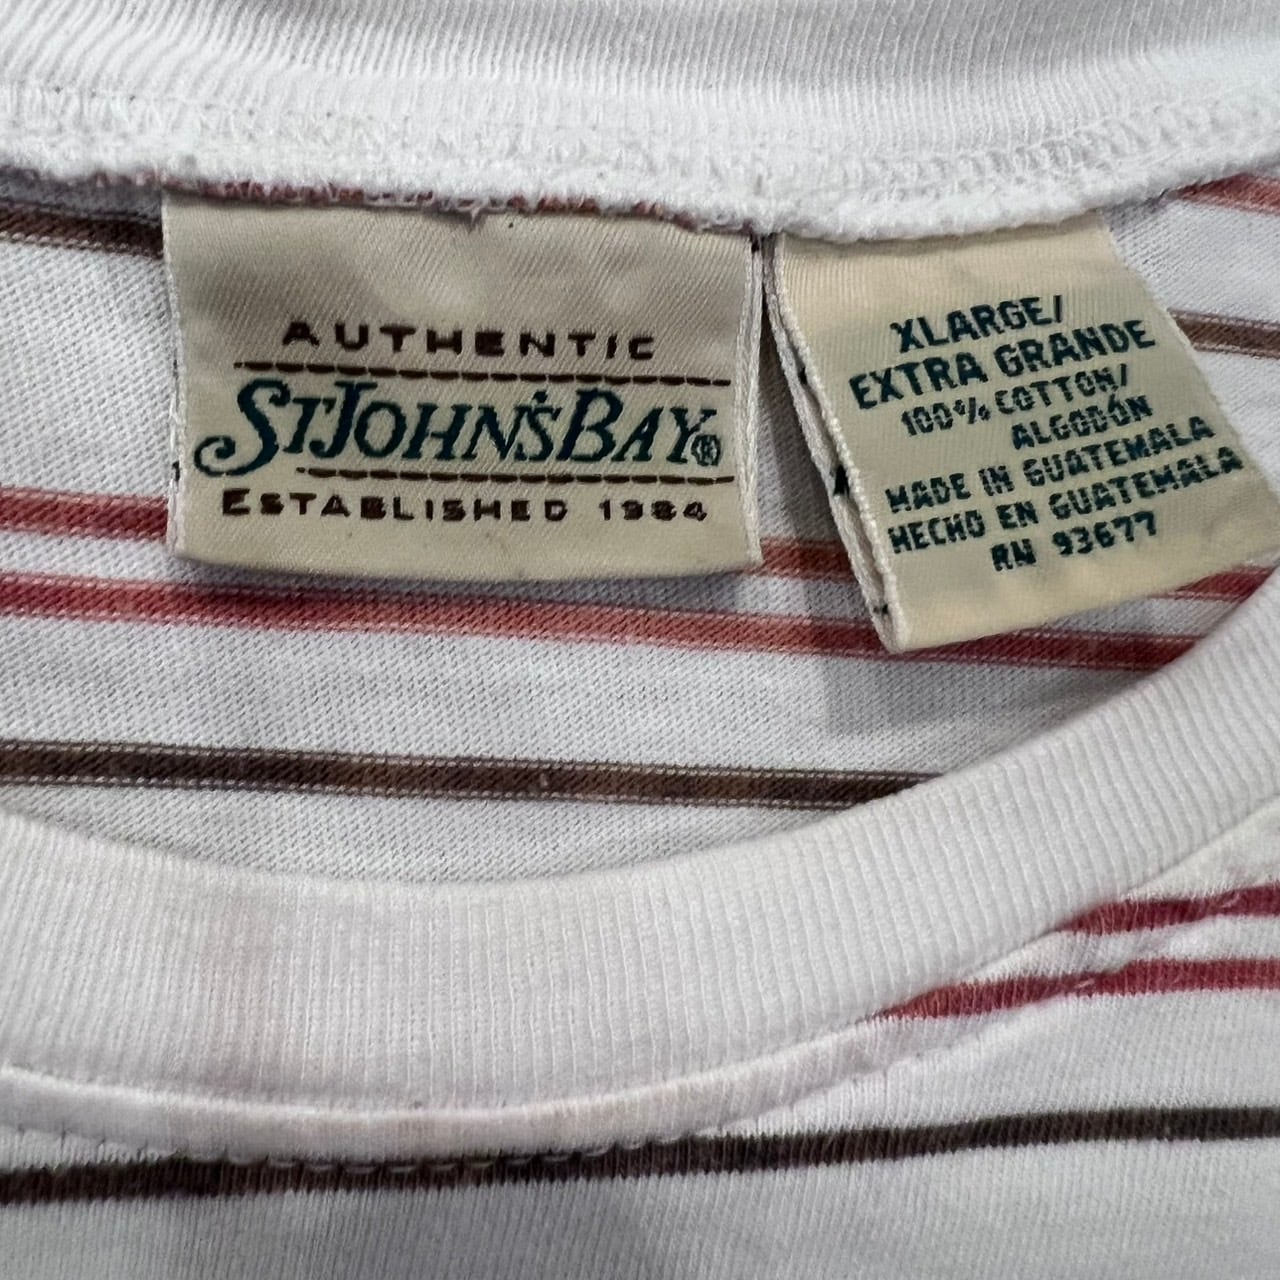 AUTHENTIC
ST. JOHN'S BAY®
ESTABLISHED 1984
XLARGE/
EXTRA GRANDE
100% COTTON/
ALGODÓN
MADE IN GUATEMALA
HECHO EN GUATEMALA
RN 93677